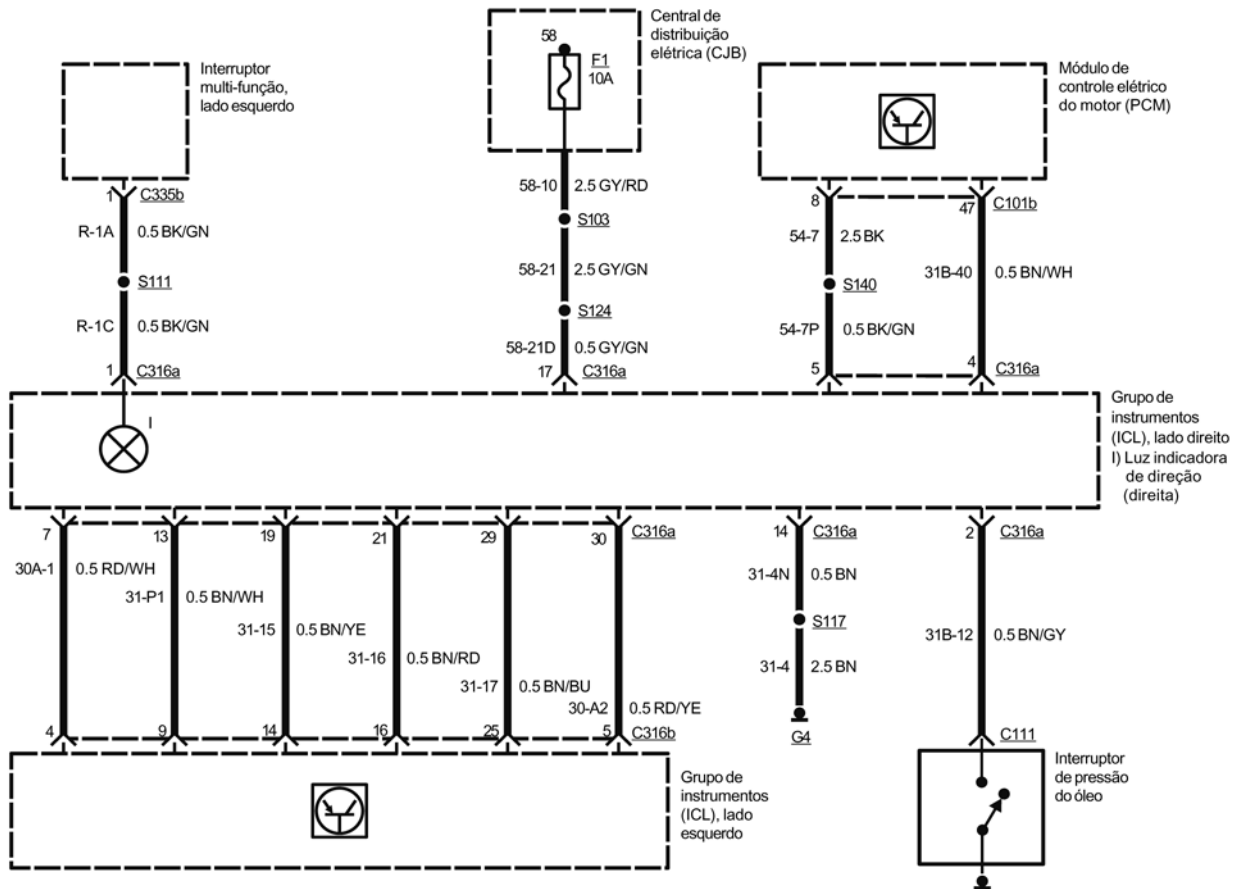 Interruptor
multi-função,
lado esquerdo
58
F1
10A
Central de
distribuição
elétrica (CJB)
Módulo de
controle elétrico
do motor (PCM)
1 C335b
R-1A 0.5 BK/GN
S111
R-1C 0.5 BK/GN
1 C316a
58-10 2.5 GY/RD
S103
58-21 2.5 GY/GN
S124
58-21D 0.5 GY/GN
17 C316a
8
54-7 2.5 BK
S140
54-7P 0.5 BK/GN
5
47 C101b
31B-40 0.5 BN/WH
4 C316a
I
Grupo de
instrumentos
(ICL), lado direito
I) Luz indicadora
de direção
(direita)
7 13 19 21 29 30 C316a
30A-1 0.5 RD/WH
31-P1 0.5 BN/WH
31-15 0.5 BN/YE
31-16 0.5 BN/RD
31-17 0.5 BN/BU
30-A2 0.5 RD/YE
4 9 14 16 25 5 C316b
14 C316a
31-4N 0.5 BN
S117
31-4 2.5 BN
G4
2 C316a
31B-12 0.5 BN/GY
C111
Grupo de
instrumentos
(ICL), lado
esquerdo
Interruptor
de pressão
do óleo